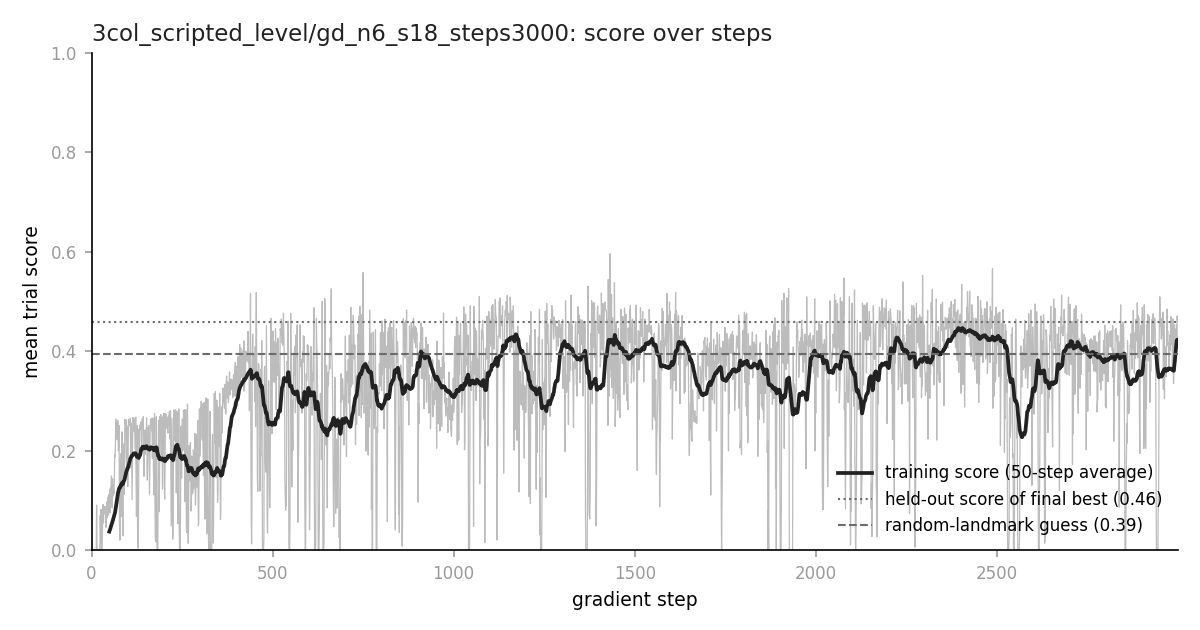 3col_scripted_level/gd_n6_s18_steps3000: score over steps
1.0
0.8
0.6
0.4
0.2
0.0
mean trial score
training score (50-step average)
held-out score of final best (0.46)
random-landmark guess (0.39)
0 500 1000 1500 2000 2500
gradient step